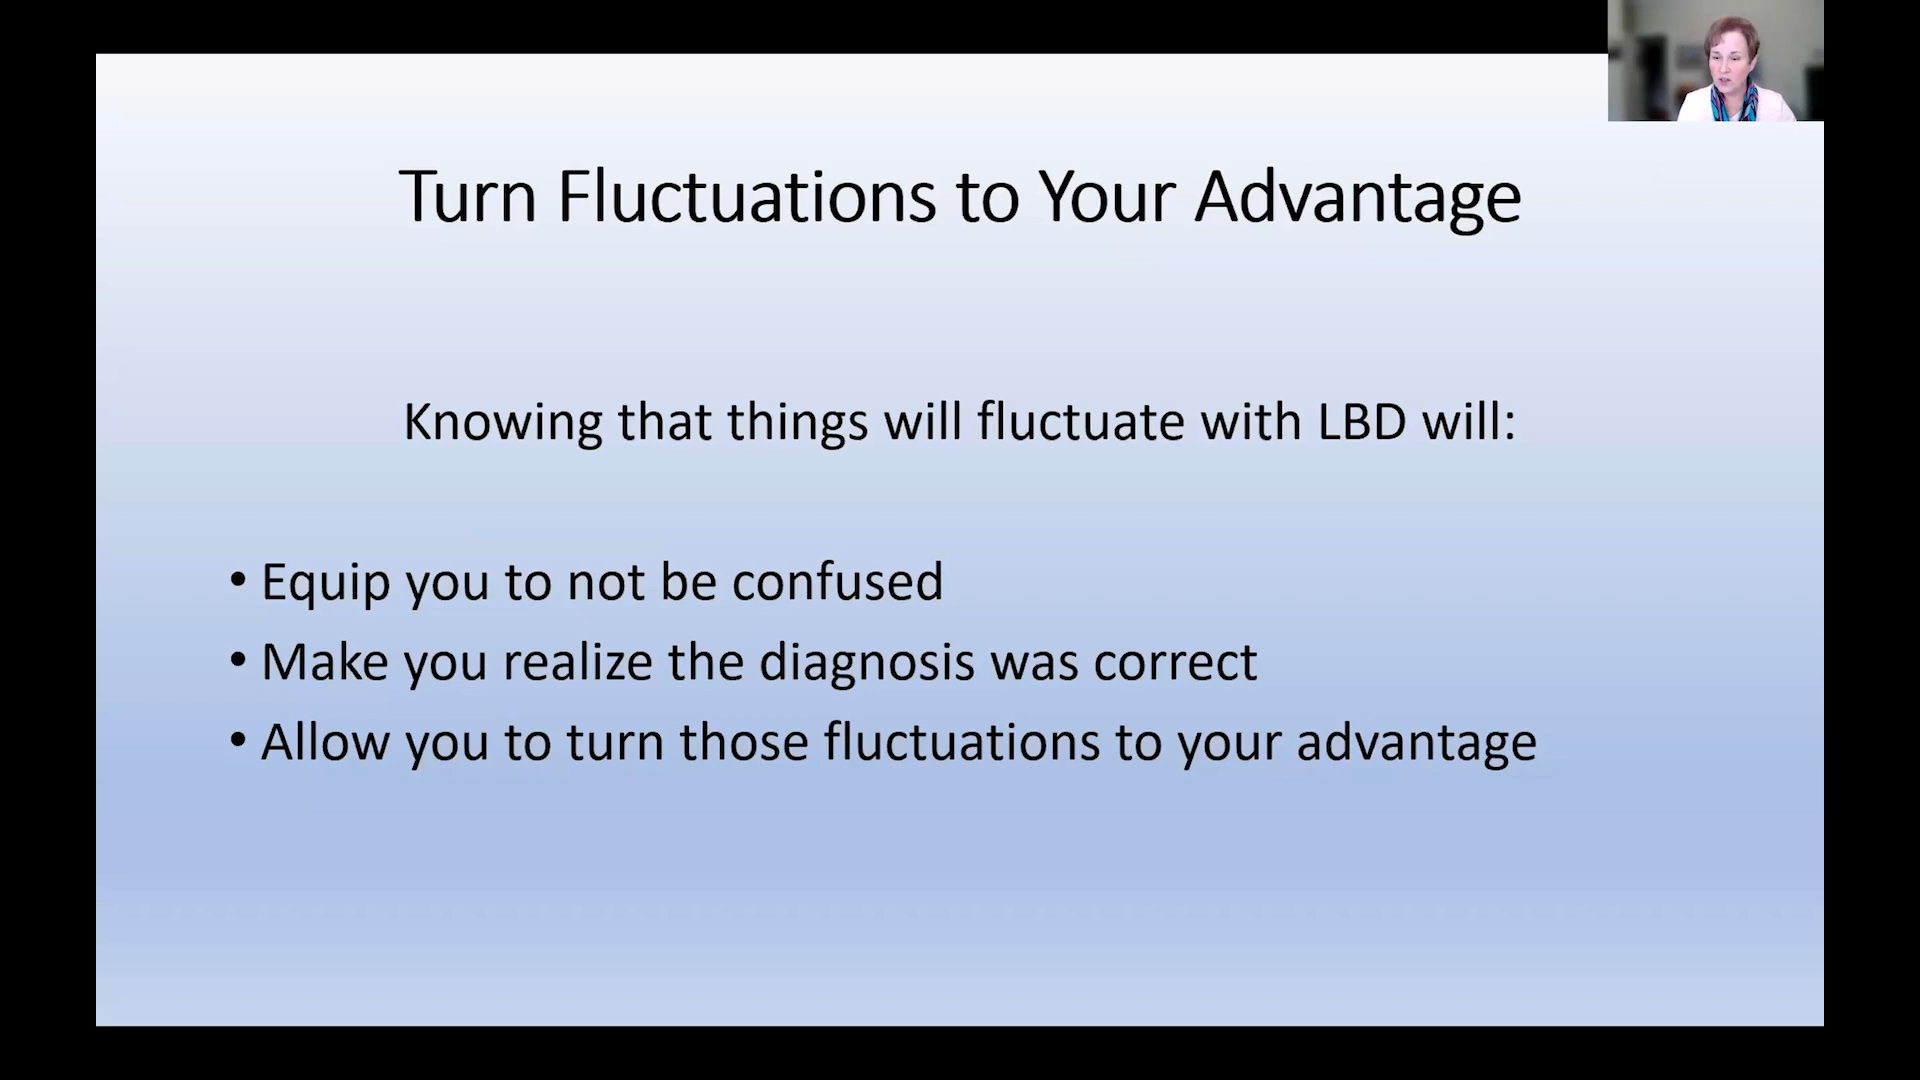 Turn Fluctuations to Your Advantage
Knowing that things will fluctuate with LBD will:
• Equip you to not be confused
• Make you realize the diagnosis was correct
• Allow you to turn those fluctuations to your advantage